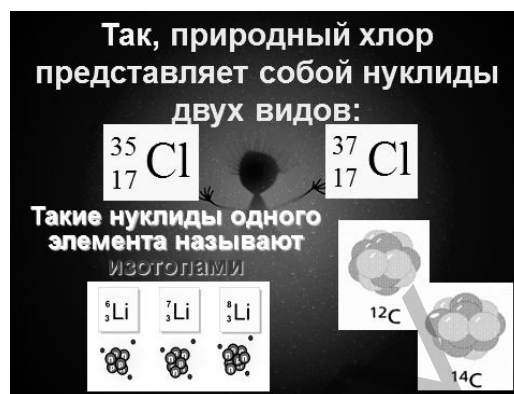 Так, природный хлор
представляет собой нуклиды
двух видов:
35
17 Cl
37
17 Cl
Такие нуклиды одного
элемента называют
изотопами
6
3 Li
7
3 Li
8
3 Li
12C
14C